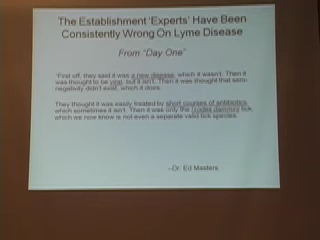 The Establishment 'Experts' Have Been
Consistently Wrong On Lyme Disease
From "Day One"
"First off, they said it was a new disease, which it wasn't. Then it
was thought to be viral, but it isn't. Then it was thought that sero-
negativity didn't exist, which it does.
They thought it was easily treated by short courses of antibiotics,
which sometimes it isn't. Then it was only the Ixodes dammini tick,
which we now know is not even a separate valid tick species.
–Dr. Ed Masters